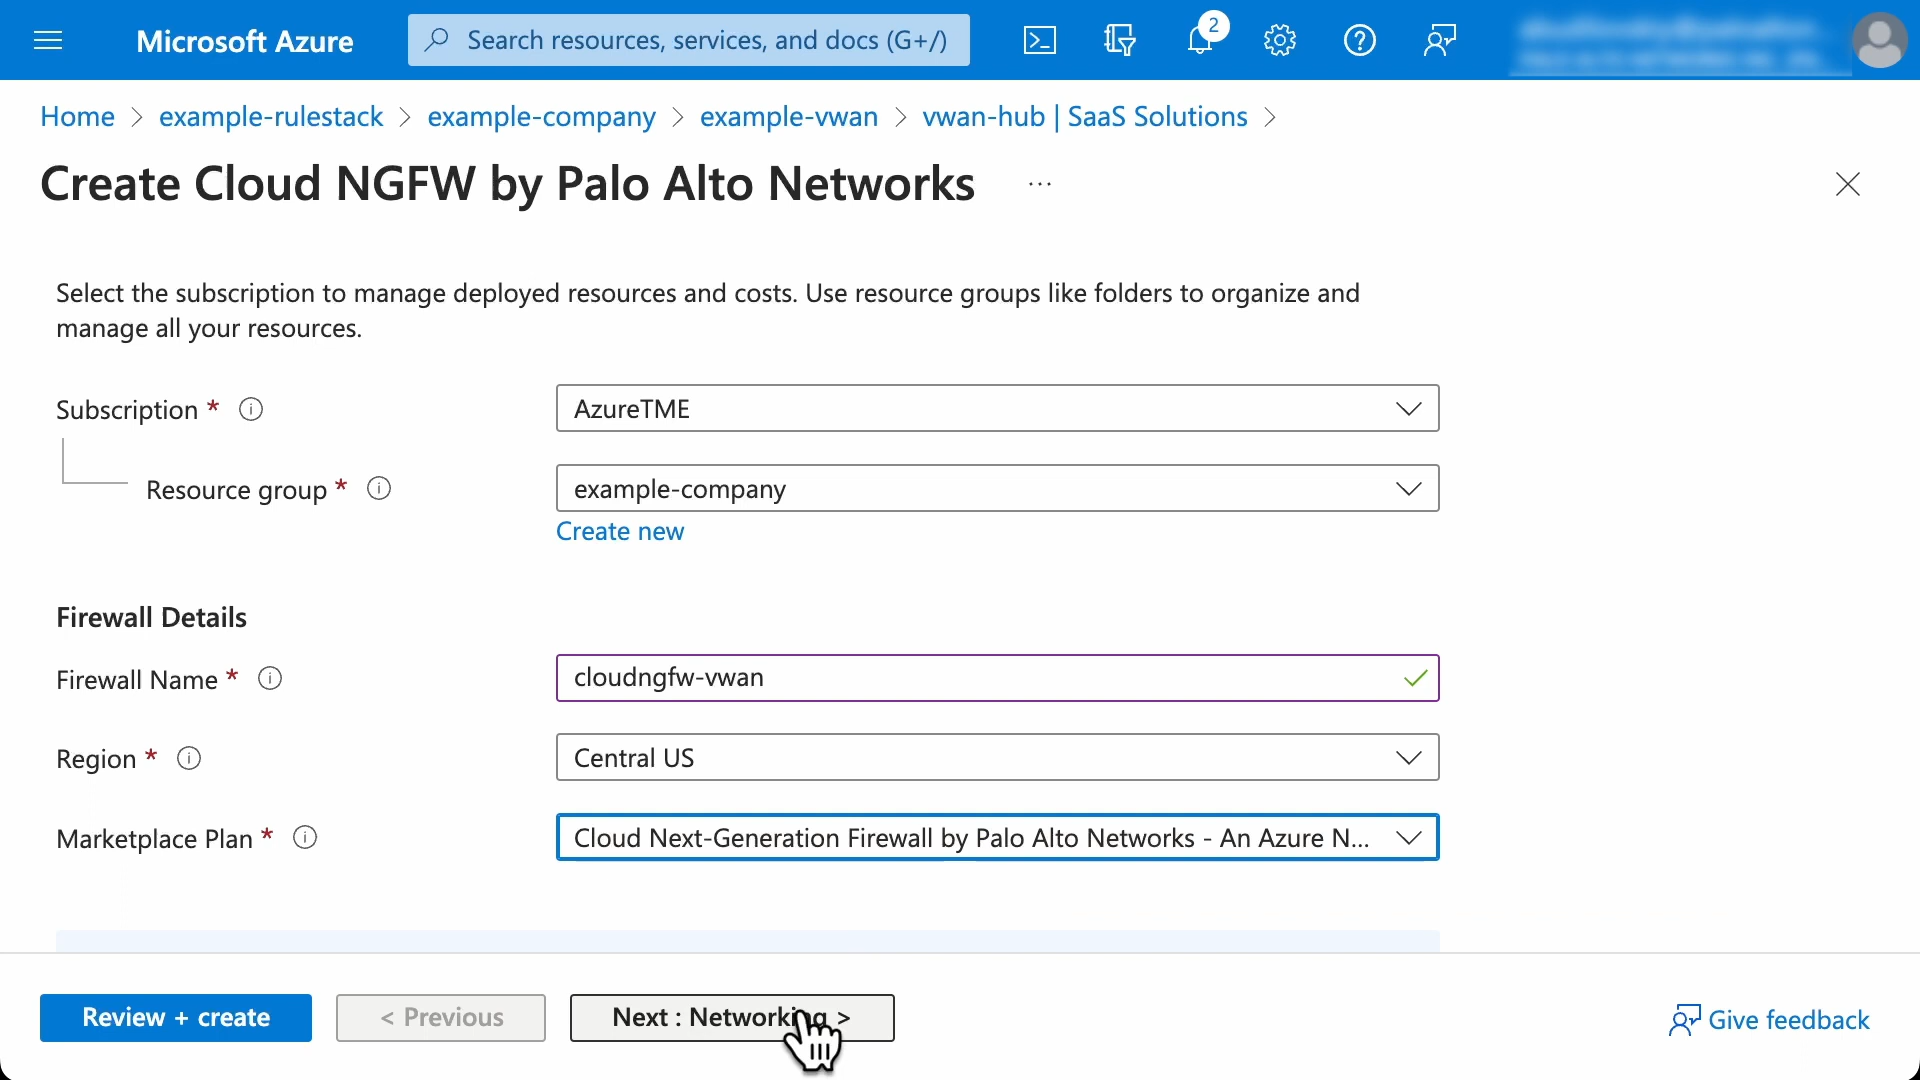 Microsoft Azure
Search resources, services, and docs (G+/)
2
Home > example-rulestack > example-company > example-vwan > vwan-hub | SaaS Solutions >
Create Cloud NGFW by Palo Alto Networks ...
Select the subscription to manage deployed resources and costs. Use resource groups like folders to organize and
manage all your resources.
Subscription *
AzureTME
Resource group *
example-company
Create new
Firewall Details
Firewall Name *
cloudngfw-vwan
Region *
Central US
Marketplace Plan *
Cloud Next-Generation Firewall by Palo Alto Networks - An Azure N...
Review + create
< Previous
Next : Networking >
Give feedback